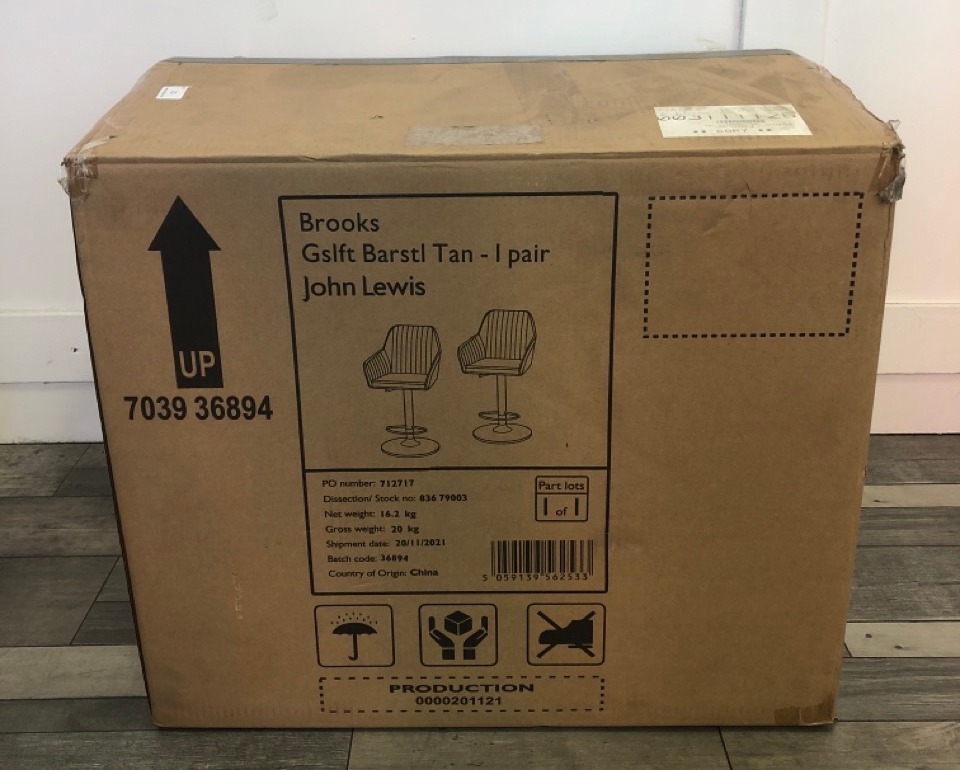 Brooks
Gslft Barstl Tan - 1 pair
John Lewis
UP
7039 36894
PO number: 712717
Dissection/ Stock no: 836 79003
Net weight: 16.2 kg
Gross weight: 20 kg
Shipment date: 20/11/2021
Batch code: 36894
Country of Origin: China
Part lots
1 of 1
5 059139 562533
PRODUCTION
0000201121